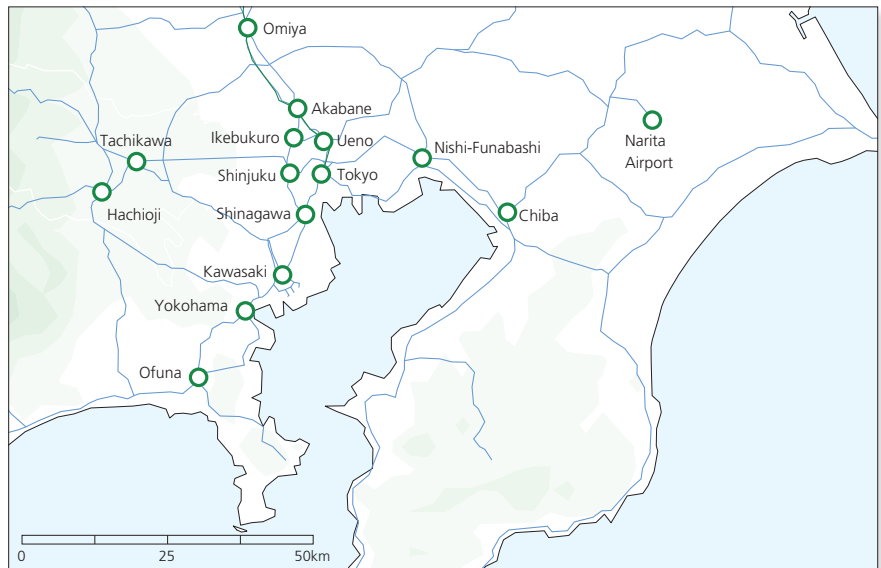 Omiya
Akabane
Ikebukuro
Ueno
Tachikawa
Nishi-Funabashi
Narita
Airport
Shinjuku
Tokyo
Hachioji
Shinagawa
Chiba
Kawasaki
Yokohama
Ofuna
0
25
50km